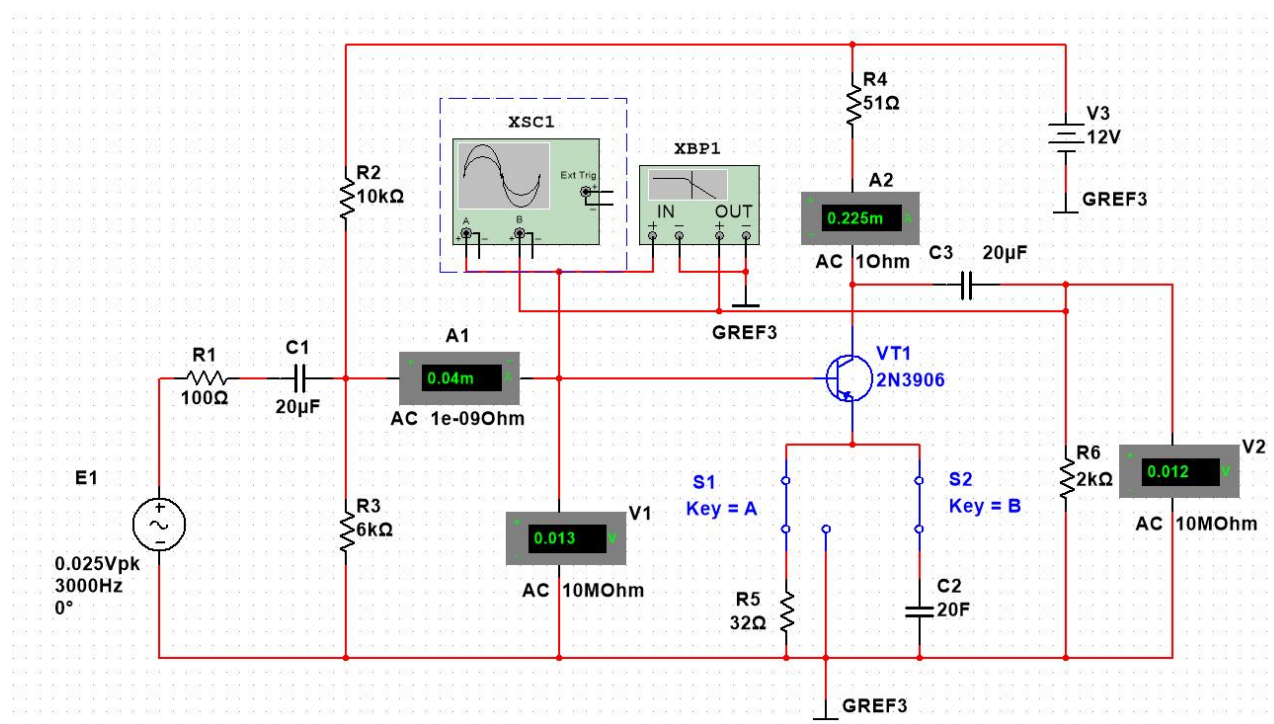 R4
51Ω
XSC1
V3
12V
XBP1
Ext Trig
R2
10kΩ
A2
IN OUT
A B
0.225m A
GREF3
AC 1Ohm
C3 20µF
GREF3
A1
R1 C1
VT1
0.04m A
2N3906
100Ω
20µF
AC 1e-09Ohm
E1
R6
2kΩ
V2
S1
Key = A
S2
Key = B
0.012 V
R3
6kΩ
V1
0.013 V
AC 10MOhm
0.025Vpk
3000Hz
0°
AC 10MOhm
R5
32Ω
C2
20F
GREF3